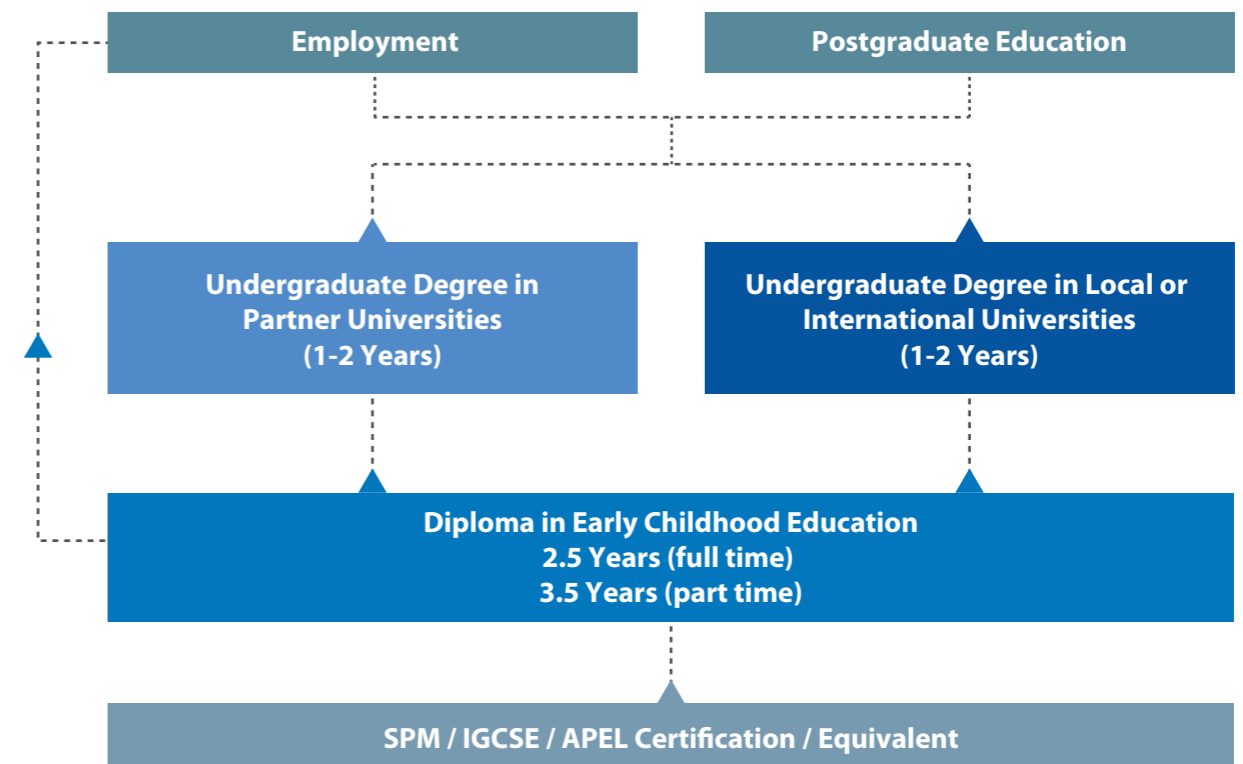 Employment
Postgraduate Education
Undergraduate Degree in
Partner Universities
(1-2 Years)
Undergraduate Degree in Local or
International Universities
(1-2 Years)
Diploma in Early Childhood Education
2.5 Years (full time)
3.5 Years (part time)
SPM / IGCSE / APEL Certification / Equivalent